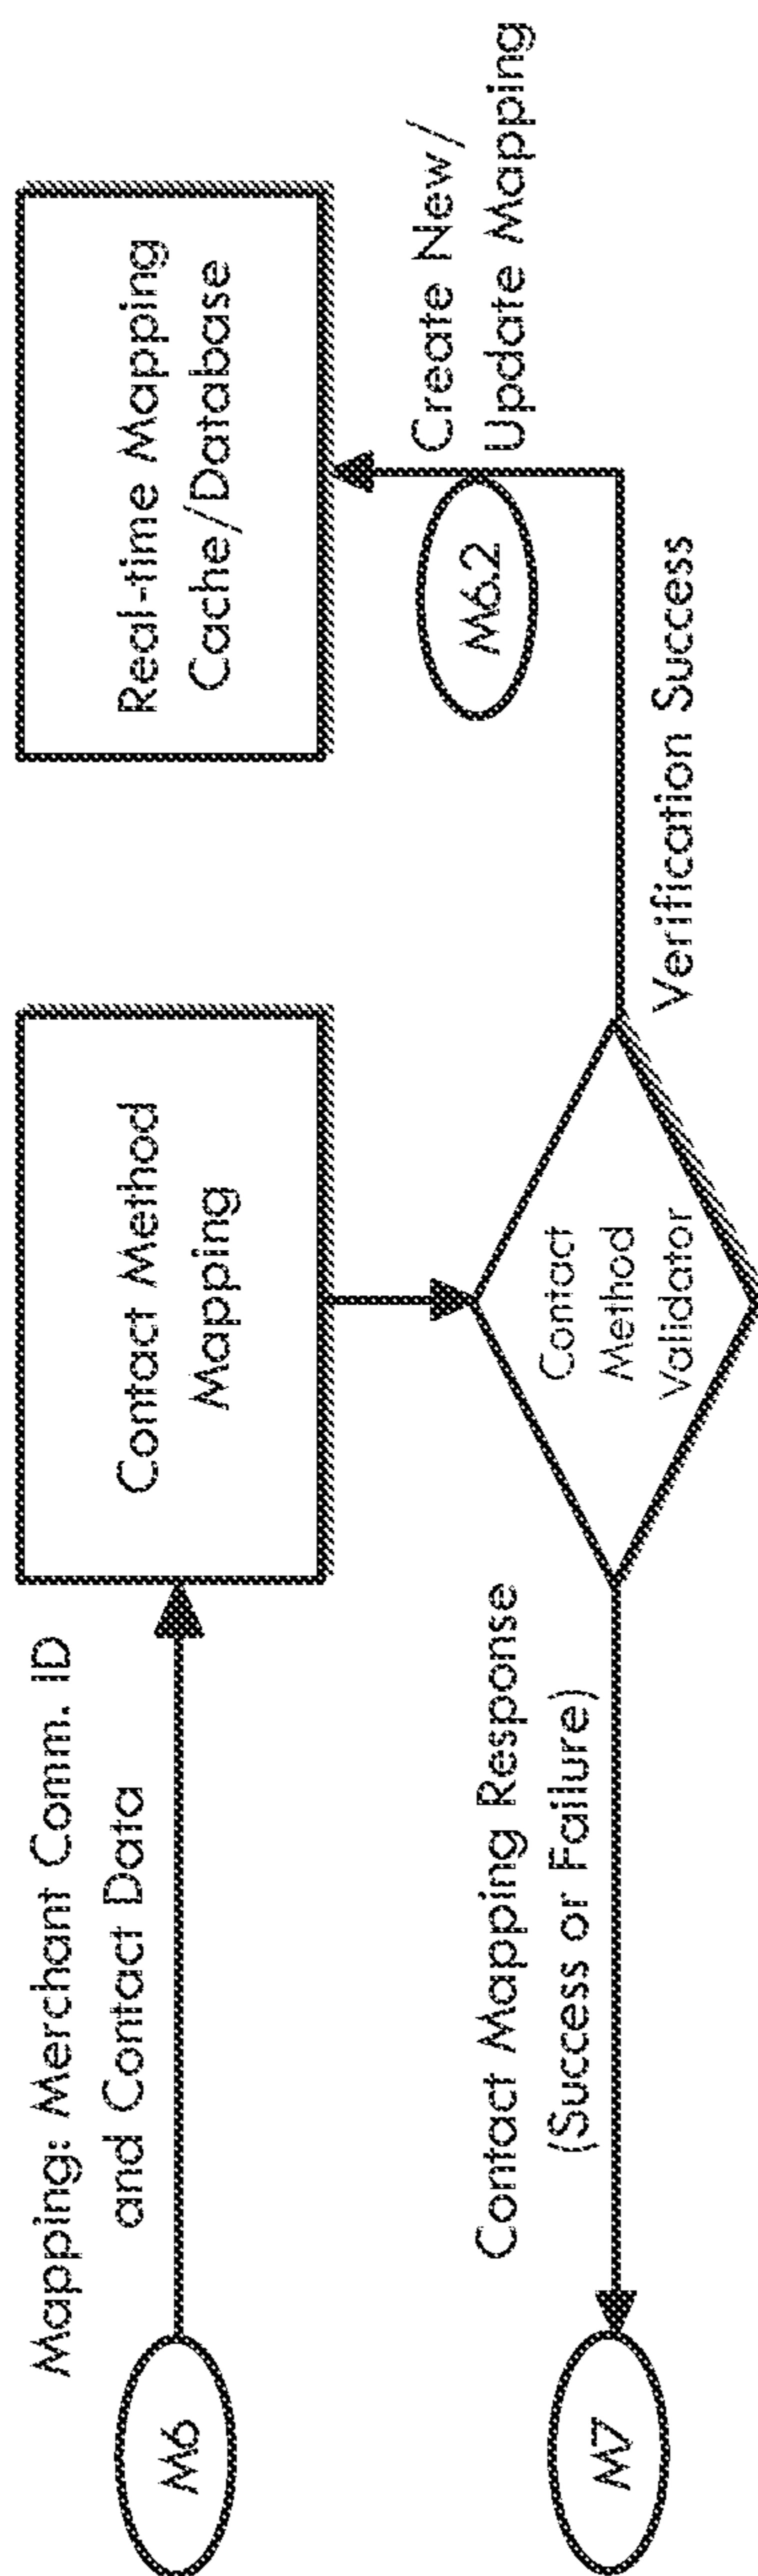 Mapping: Merchant Comm. ID
and Contact Data
M6
Contact Method
Mapping
Real-time Mapping
Cache/Database
Contact Mapping Response
(Success or Failure)
M7
Contact
Method
Validator
Verification Success
M6.2
Create New/
Update Mapping